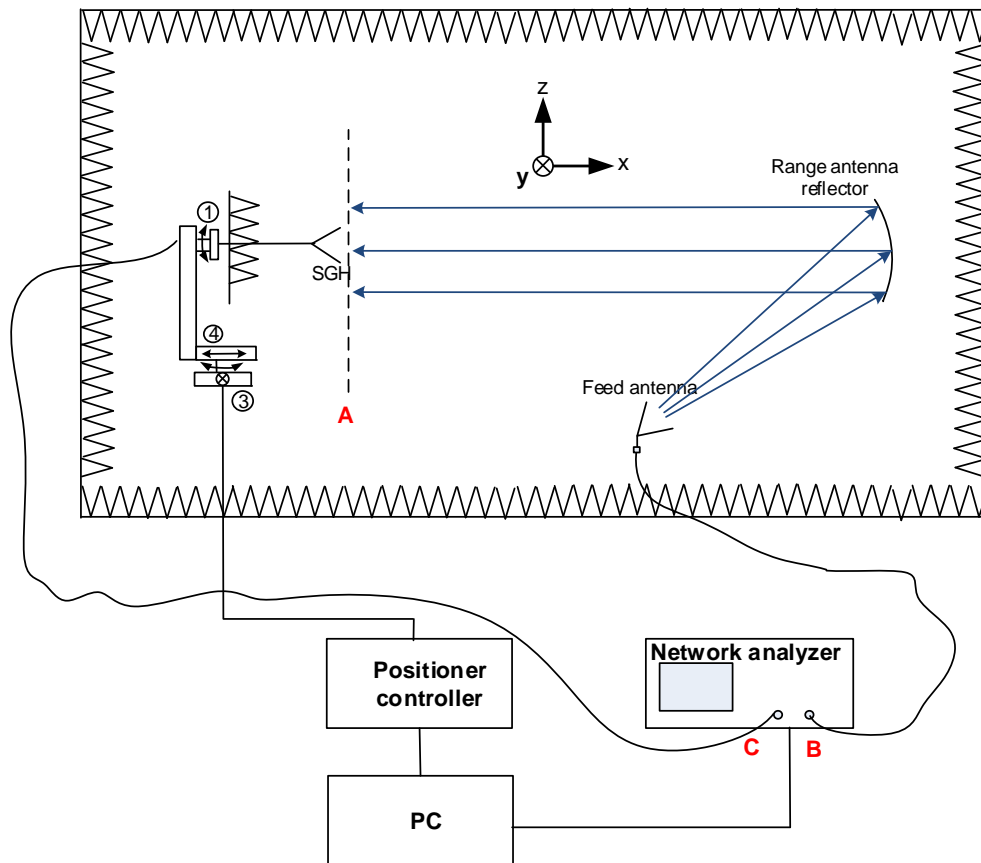 z
x
y
Range antenna
reflector
①
SGH
④
③
Feed antenna
A
Positioner
controller
Network analyzer
C
B
PC